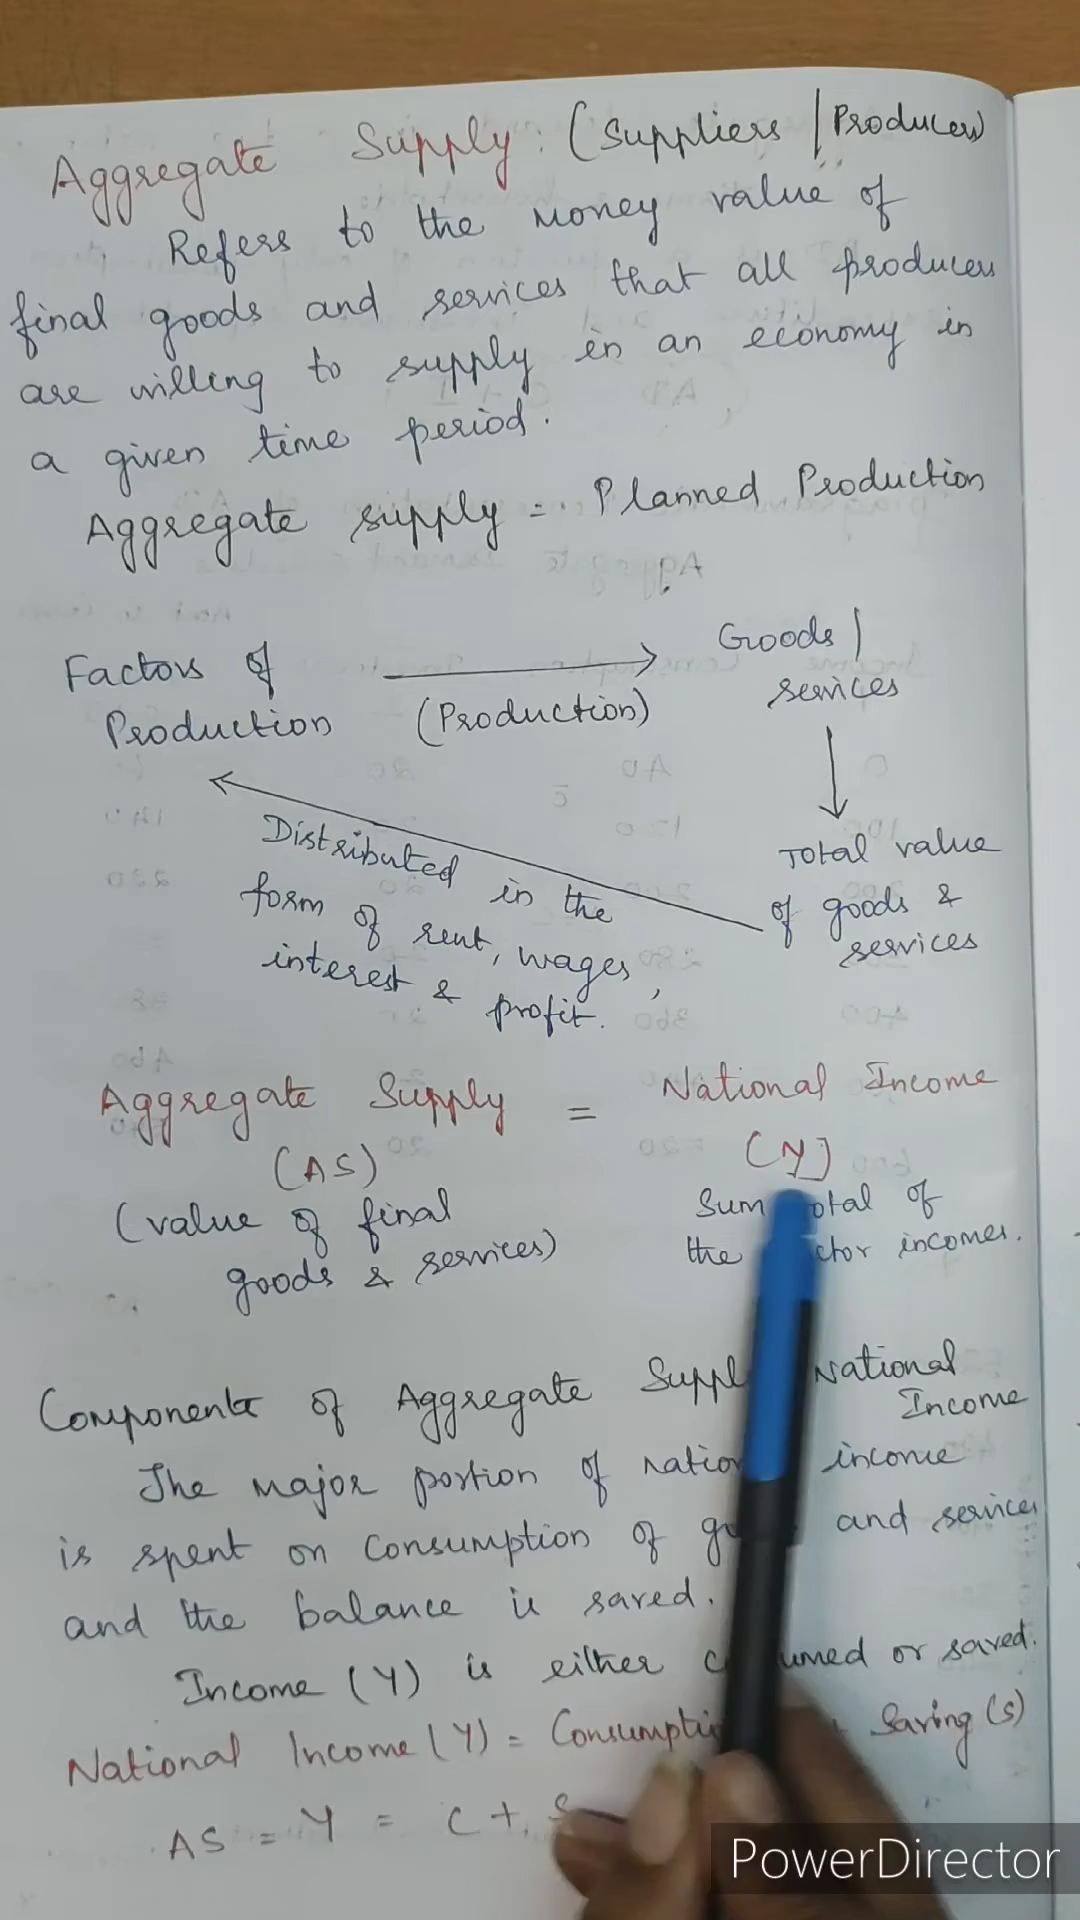 Aggregate Supply: (Suppliers | Producers)
Refers to the money value of
final goods and services that all producers
are willing to supply in an economy in
a given time period.
Aggregate supply = Planned Production
Factors of
Production
(Production)
Goods |
services
Total value
of goods &
services
Distributed in the
form of rent, wages,
interest & profit.
Aggregate Supply = National Income
(AS)
(Y)
(value of final
goods & services)
Sum total of
the incomes.
Components of Aggregate National
Income
The major portion of income
is spent on consumption of and services
and the balance is saved.
Income (Y) is either or saved.
National Income (Y) = Saving (S)
AS = Y = C + S
PowerDirector